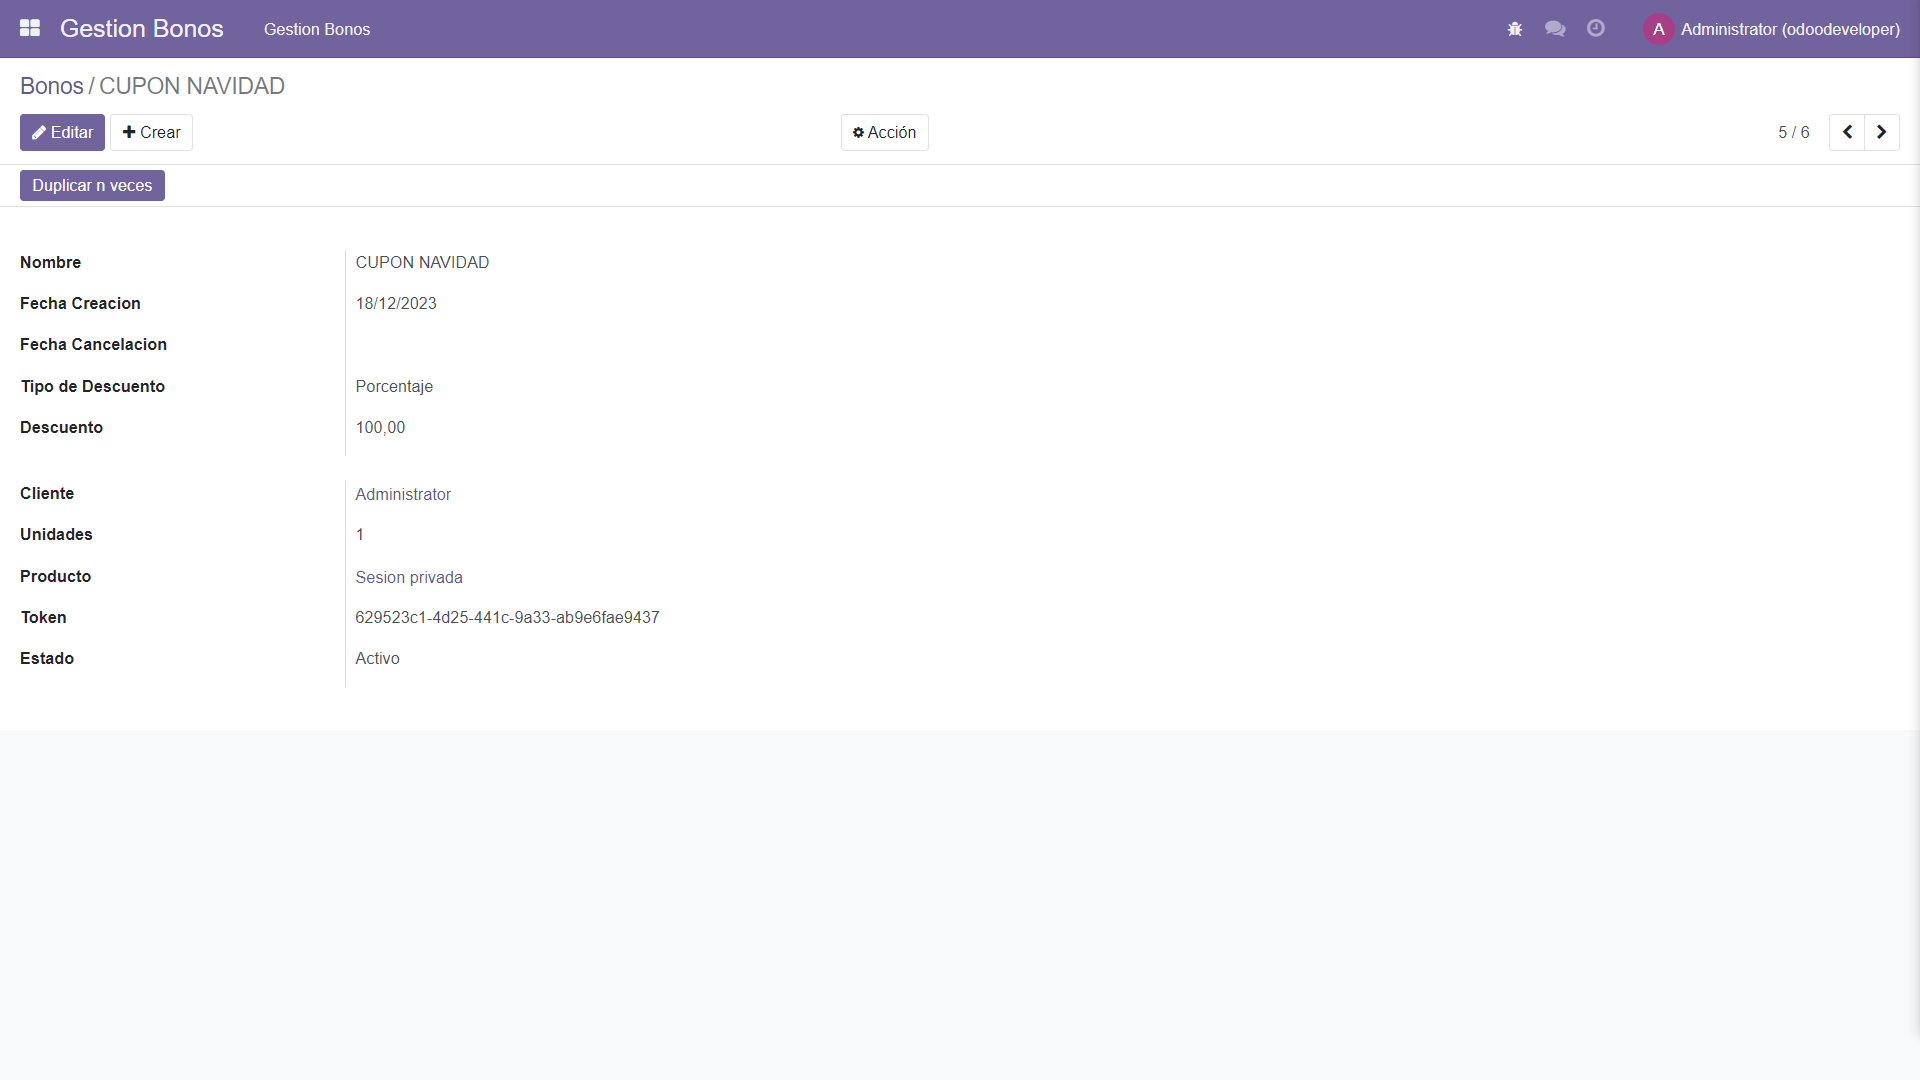 Gestion Bonos
Gestion Bonos
A
Administrator (odoodeveloper)
Bonos / CUPON NAVIDAD
Editar
Crear
Acción
5 / 6
Duplicar n veces
Nombre
CUPON NAVIDAD
Fecha Creacion
18/12/2023
Fecha Cancelacion
Tipo de Descuento
Porcentaje
Descuento
100,00
Cliente
Administrator
Unidades
1
Producto
Sesion privada
Token
629523c1-4d25-441c-9a33-ab9e6fae9437
Estado
Activo